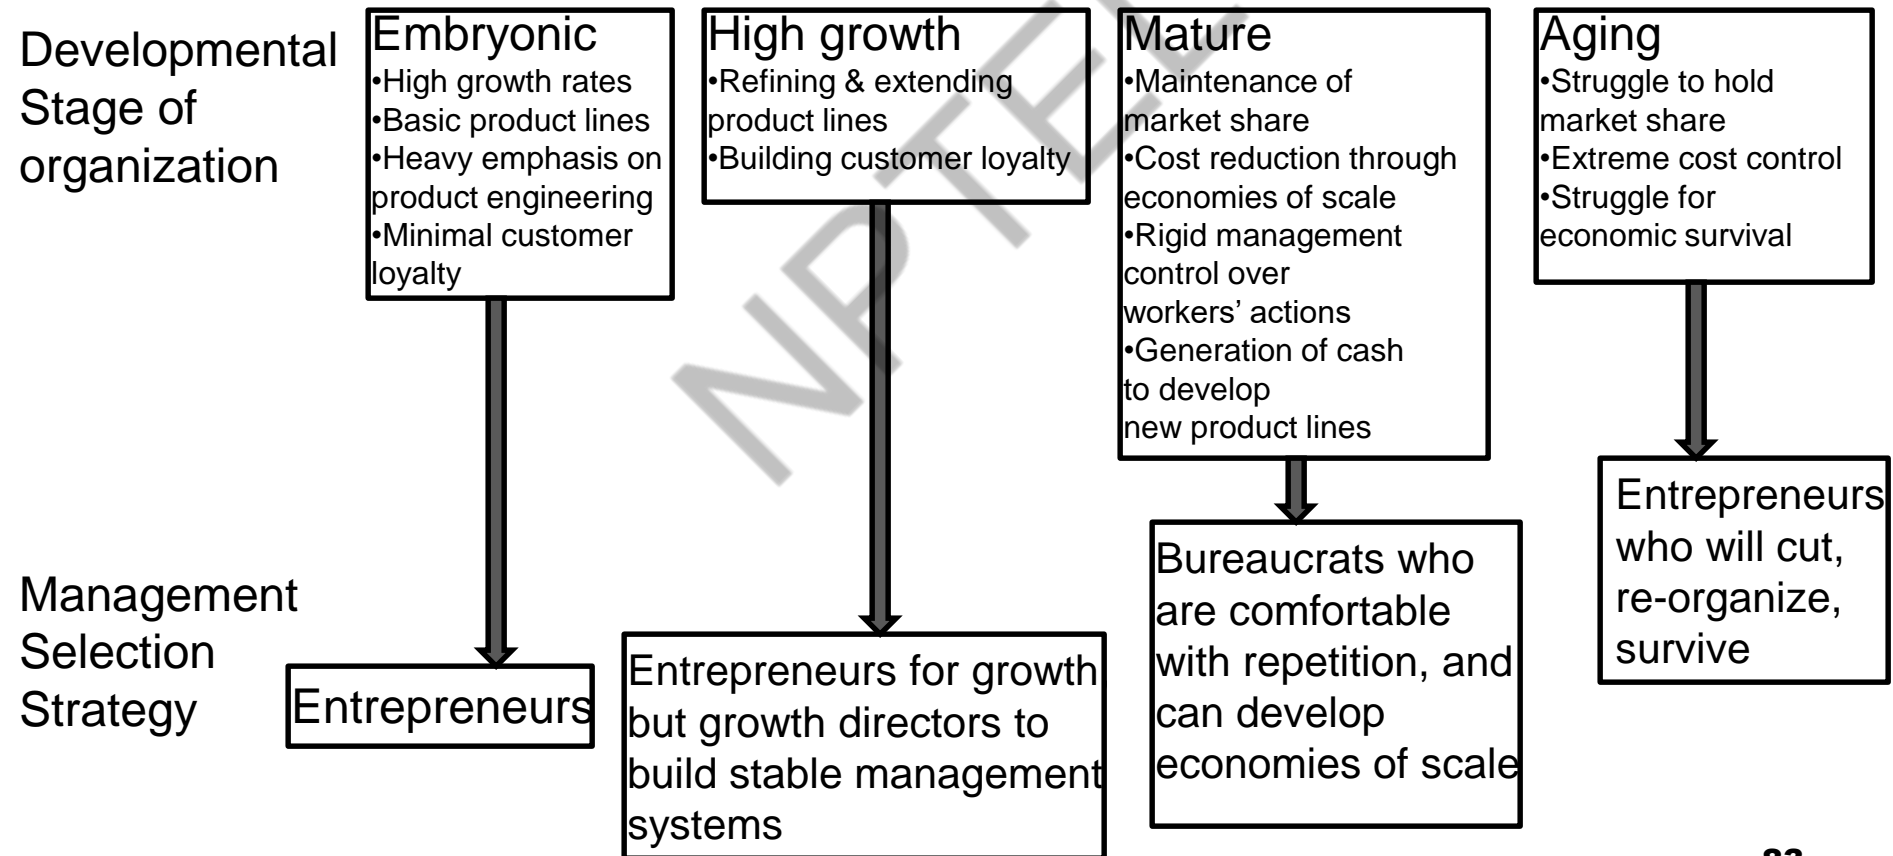 Developmental
Stage of
organization
Embryonic
•High growth rates
•Basic product lines
•Heavy emphasis on
product engineering
•Minimal customer
loyalty
High growth
•Refining & extending
product lines
•Building customer loyalty
Mature
•Maintenance of
market share
•Cost reduction through
economies of scale
•Rigid management
control over
workers’ actions
•Generation of cash
to develop
new product lines
Aging
•Struggle to hold
market share
•Extreme cost control
•Struggle for
economic survival
Management
Selection
Strategy
Entrepreneurs
Entrepreneurs for growth
but growth directors to
build stable management
systems
Bureaucrats who
are comfortable
with repetition, and
can develop
economies of scale
Entrepreneurs
who will cut,
re-organize,
survive
NPTEL